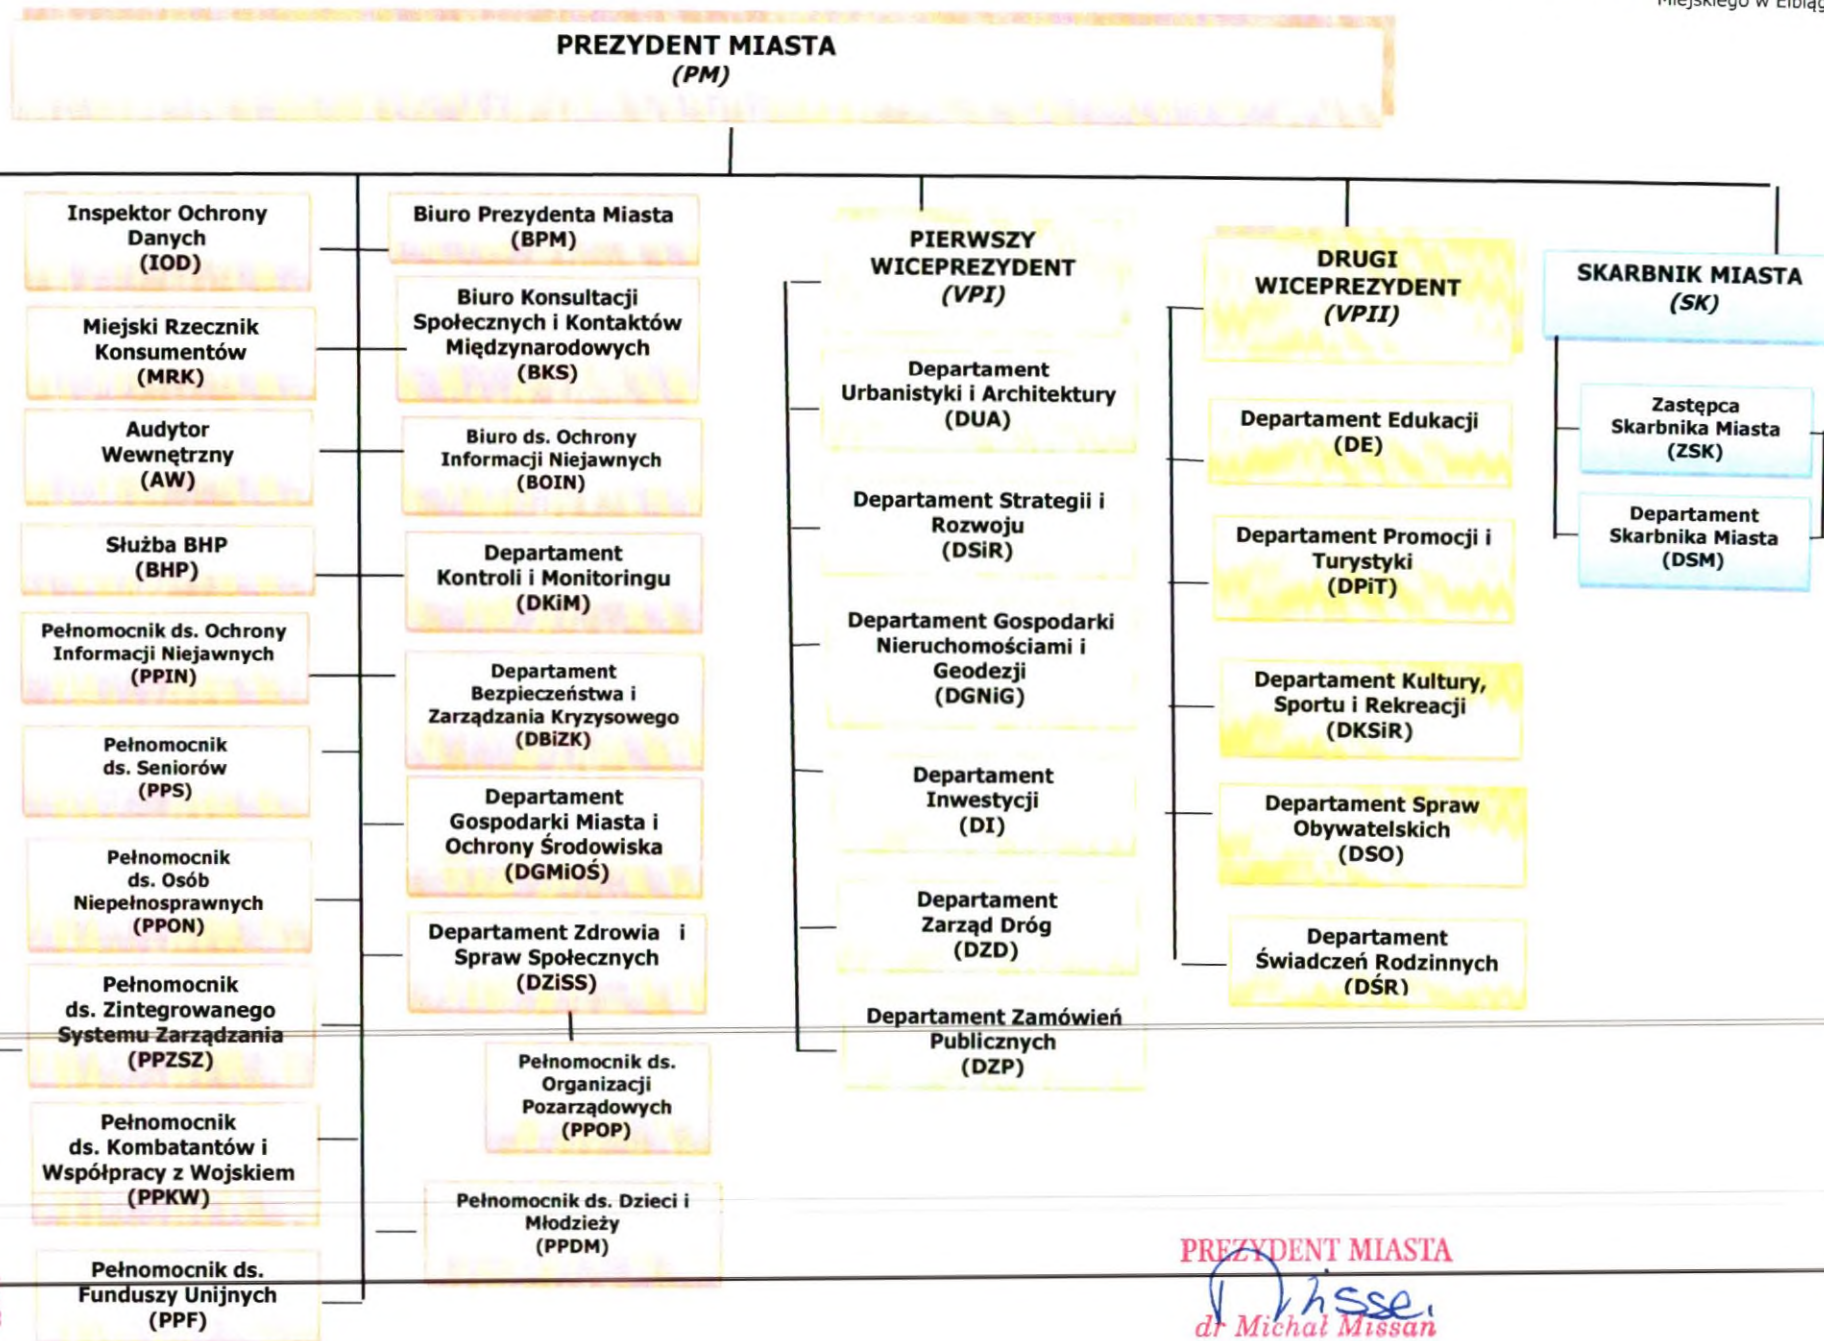 Miejskiego w Elbląg
PREZYDENT MIASTA
(PM)
Inspektor Ochrony
Danych
(IOD)
Miejski Rzecznik
Konsumentów
(MRK)
Audytor
Wewnętrzny
(AW)
Służba BHP
(BHP)
Pełnomocnik ds. Ochrony
Informacji Niejawnych
(PPIN)
Pełnomocnik
ds. Seniorów
(PPS)
Pełnomocnik
ds. Osób
Niepełnosprawnych
(PPON)
Pełnomocnik
ds. Zintegrowanego
Systemu Zarządzania
(PPZSZ)
Pełnomocnik
ds. Kombatantów i
Współpracy z Wojskiem
(PPKW)
Pełnomocnik ds.
Funduszy Unijnych
(PPF)
Biuro Prezydenta Miasta
(BPM)
Biuro Konsultacji
Społecznych i Kontaktów
Międzynarodowych
(BKS)
Biuro ds. Ochrony
Informacji Niejawnych
(BOIN)
Departament
Kontroli i Monitoringu
(DKiM)
Departament
Bezpieczeństwa i
Zarządzania Kryzysowego
(DBiZK)
Departament
Gospodarki Miasta i
Ochrony Środowiska
(DGMiOŚ)
Departament Zdrowia i
Spraw Społecznych
(DZiSS)
Pełnomocnik ds.
Organizacji
Pozarządowych
(PPOP)
Pełnomocnik ds. Dzieci i
Młodzieży
(PPDM)
PIERWSZY
WICEPREZYDENT
(VPI)
Departament
Urbanistyki i Architektury
(DUA)
Departament Strategii i
Rozwoju
(DSiR)
Departament Gospodarki
Nieruchomościami i
Geodezji
(DGNiG)
Departament
Inwestycji
(DI)
Departament
Zarząd Dróg
(DZD)
Departament Zamówień
Publicznych
(DZP)
DRUGI
WICEPREZYDENT
(VPII)
Departament Edukacji
(DE)
Departament Promocji i
Turystyki
(DPiT)
Departament Kultury,
Sportu i Rekreacji
(DKSiR)
Departament Spraw
Obywatelskich
(DSO)
Departament
Świadczeń Rodzinnych
(DŚR)
SKARBNIK MIASTA
(SK)
Zastępca
Skarbnika Miasta
(ZSK)
Departament
Skarbnika Miasta
(DSM)
PREZYDENT MIASTA
dr Michał Missan